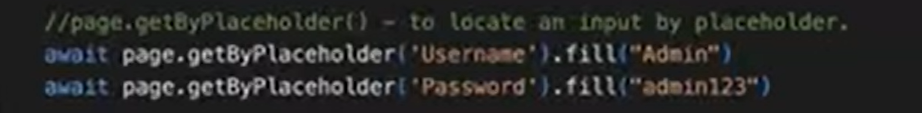 //page.getByPlaceholder() - to locate an input by placeholder.
await page.getByPlaceholder('Username').fill("Admin")
await page.getByPlaceholder('Password').fill("admin123")